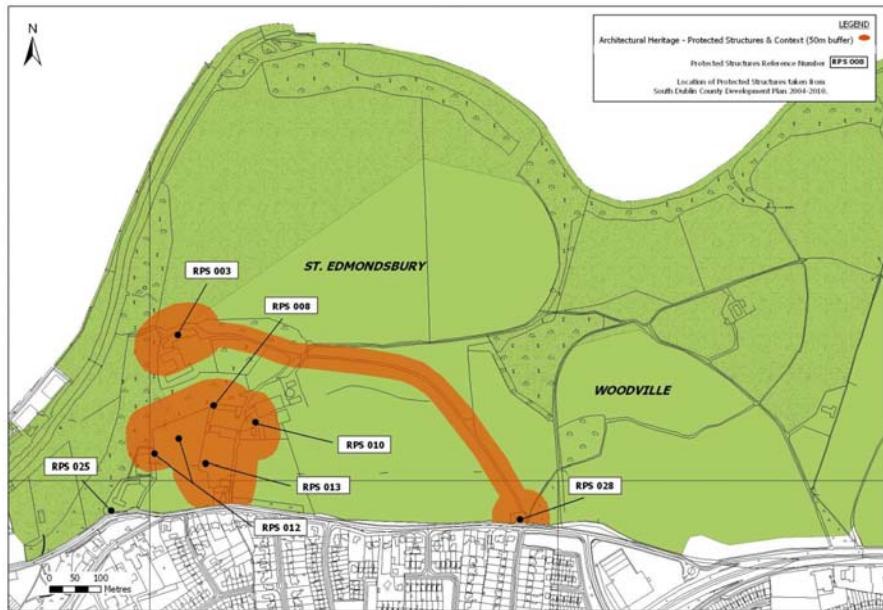 N
LEGEND
Architectural Heritage - Protected Structures & Context (50m buffer)
Protected Structures Reference Number RPS 008
Location of Protected Structures taken from
South Dublin County Development Plan 2004-2010.
ST. EDMONDSBURY
RPS 003
RPS 008
WOODVILLE
RPS 010
RPS 025
RPS 013
RPS 028
RPS 012
0 50 100
Metres